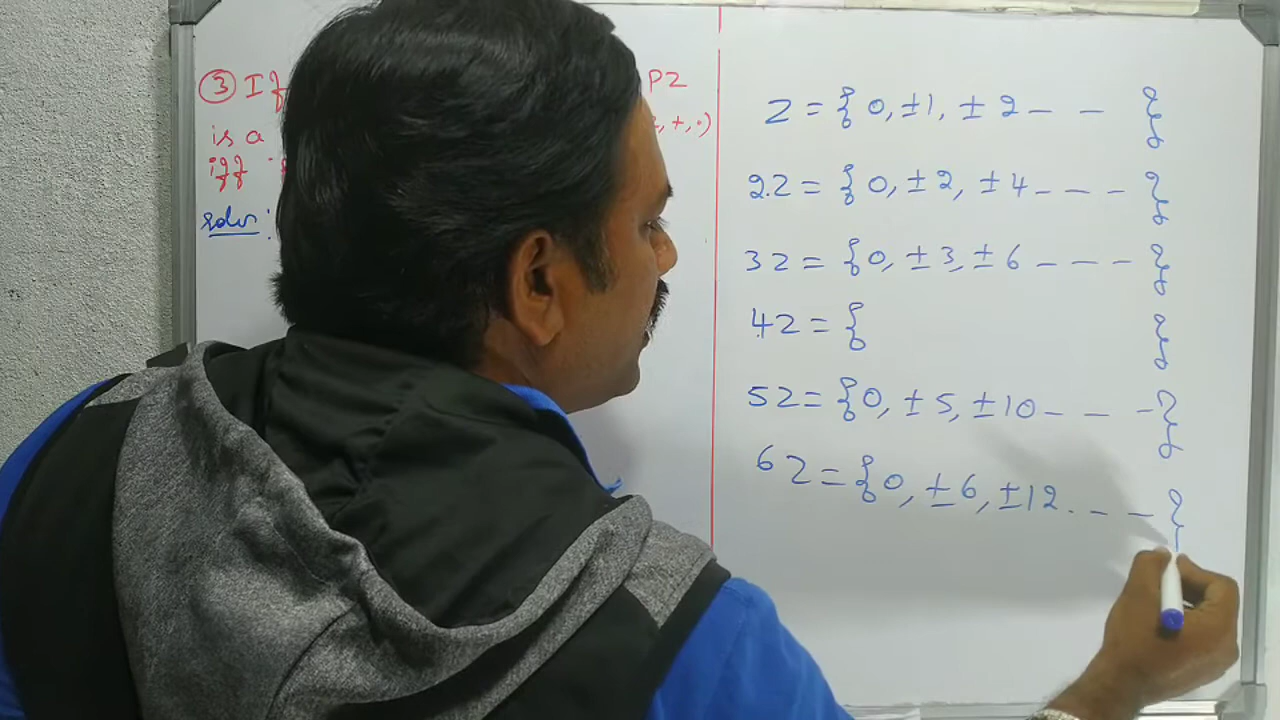 ③ If PZ
is a , +, .)
iff
soln:
Z = { 0, ±1, ± 2 - - }
2.Z = { 0, ± 2, ± 4 - - - }
3Z = { 0, ± 3, ± 6 - - - }
4Z = { }
5Z = { 0, ± 5, ± 10 - - - }
6Z = { 0, ± 6, ± 12. - -